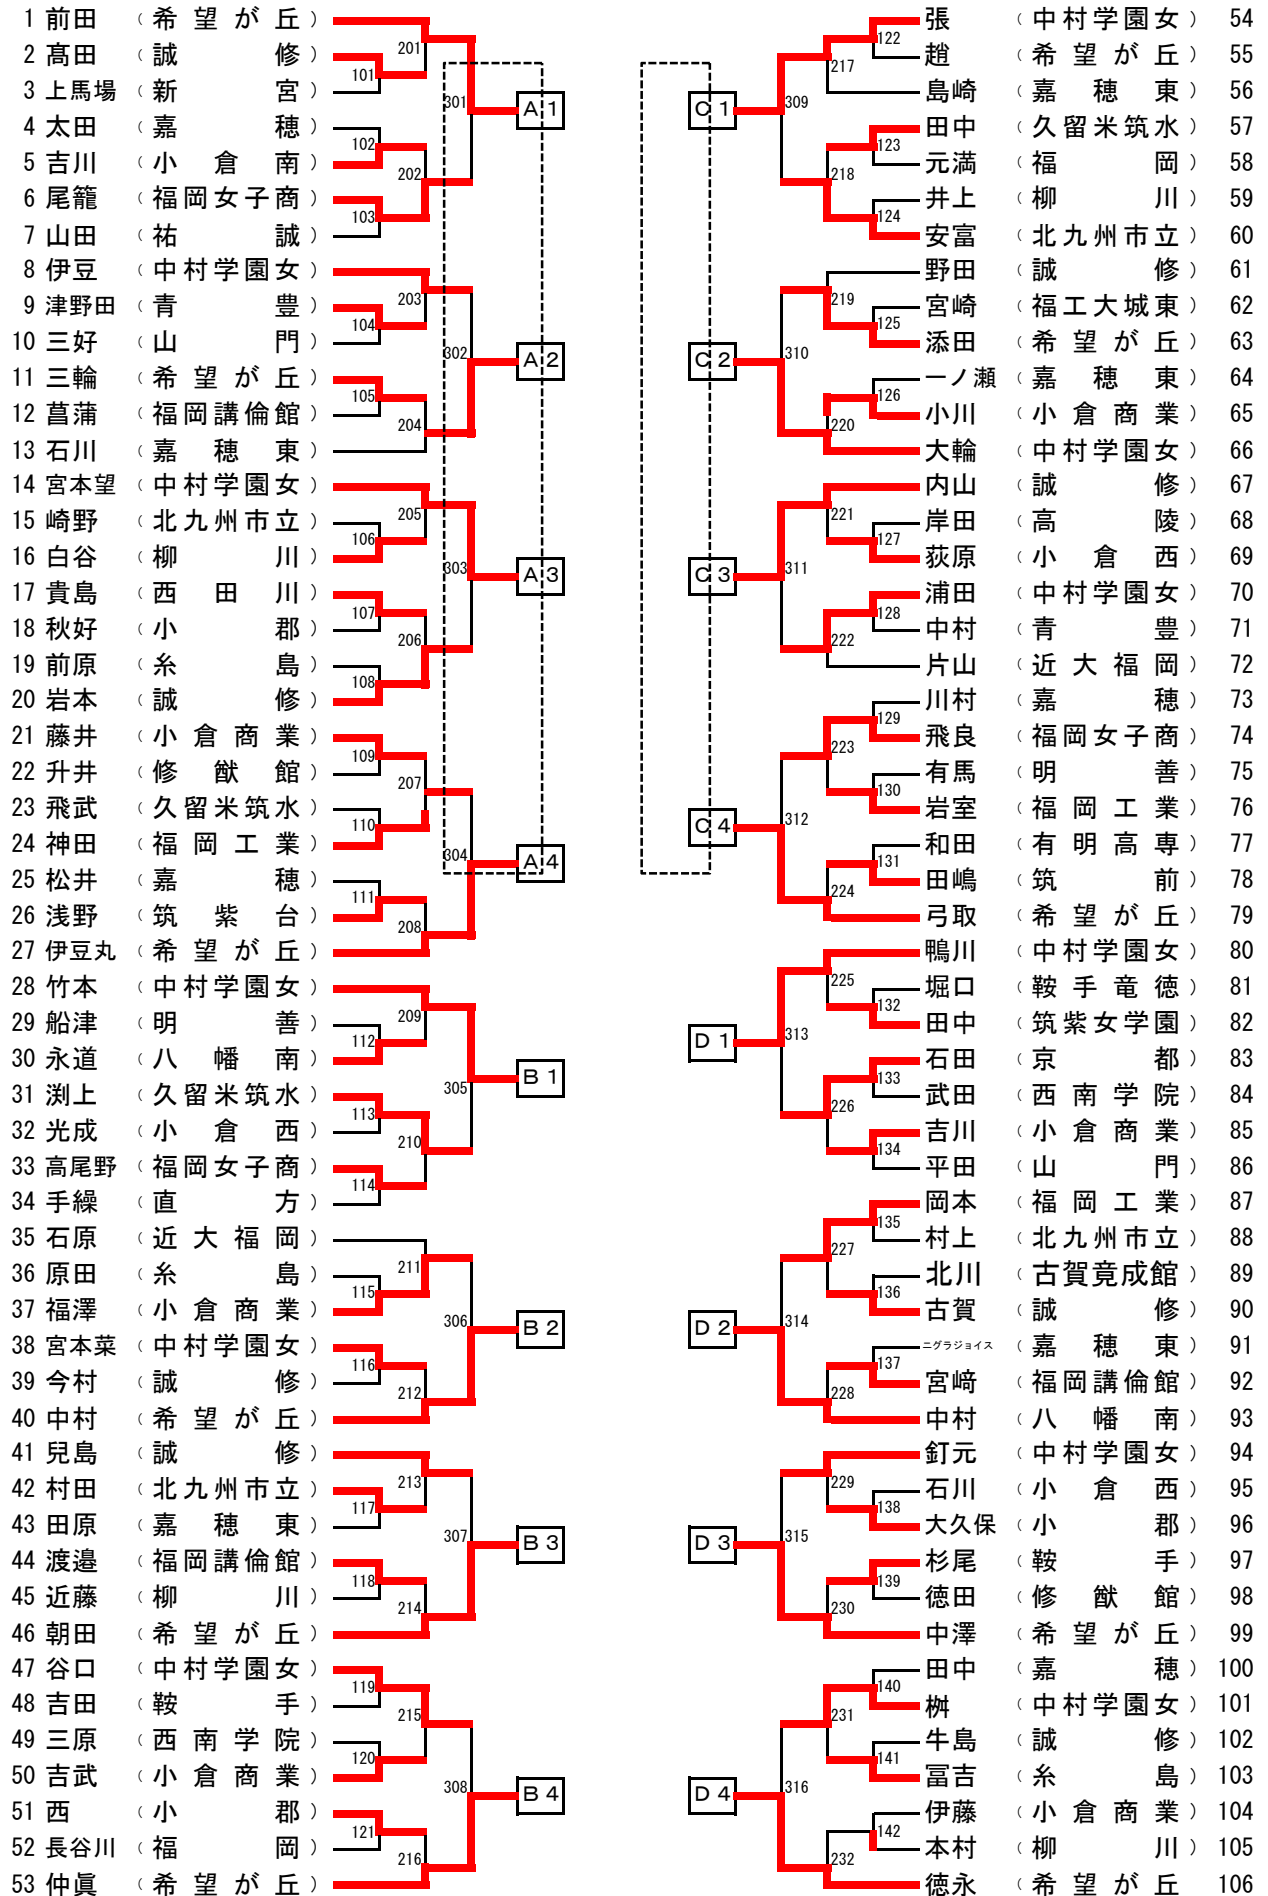 1 前田 （希望が丘）
2 髙田 （誠修）
3 上馬場 （新宮）
4 太田 （嘉穂）
5 吉川 （小倉南）
6 尾籠 （福岡女子商）
7 山田 （祐誠）
8 伊豆 （中村学園女）
9 津野田 （青豊）
10 三好 （山門）
11 三輪 （希望が丘）
12 菖蒲 （福岡講倫館）
13 石川 （嘉穂東）
14 宮本望 （中村学園女）
15 崎野 （北九州市立）
16 白谷 （柳川）
17 貴島 （西田川）
18 秋好 （小郡）
19 前原 （糸島）
20 岩本 （誠修）
21 藤井 （小倉商業）
22 升井 （修猷館）
23 飛武 （久留米筑水）
24 神田 （福岡工業）
25 松井 （嘉穂）
26 浅野 （筑紫台）
27 伊豆丸 （希望が丘）
28 竹本 （中村学園女）
29 船津 （明善）
30 永道 （八幡南）
31 渕上 （久留米筑水）
32 光成 （小倉西）
33 高尾野 （福岡女子商）
34 手繰 （直方）
35 石原 （近大福岡）
36 原田 （糸島）
37 福澤 （小倉商業）
38 宮本菜 （中村学園女）
39 今村 （誠修）
40 中村 （希望が丘）
41 兒島 （誠修）
42 村田 （北九州市立）
43 田原 （嘉穂東）
44 渡邉 （福岡講倫館）
45 近藤 （柳川）
46 朝田 （希望が丘）
47 谷口 （中村学園女）
48 吉田 （鞍手）
49 三原 （西南学院）
50 吉武 （小倉商業）
51 西 （小郡）
52 長谷川 （福岡）
53 仲眞 （希望が丘）
101
102
103
104
105
106
107
108
109
110
111
112
113
114
115
116
117
118
119
120
121
201
202
203
204
205
206
207
208
209
210
211
212
213
214
215
216
301
302
303
304
305
306
307
308
A1
A2
A3
A4
B1
B2
B3
B4
C1
C2
C3
C4
D1
D2
D3
D4
309
310
311
312
313
314
315
316
217
218
219
220
221
222
223
224
225
226
227
228
229
230
231
232
122
123
124
125
126
127
128
129
130
131
132
133
134
135
136
137
138
139
140
141
142
張 （中村学園女） 54
趙 （希望が丘） 55
島崎 （嘉穂東） 56
田中 （久留米筑水） 57
元満 （福岡） 58
井上 （柳川） 59
安富 （北九州市立） 60
野田 （誠修） 61
宮崎 （福工大城東） 62
添田 （希望が丘） 63
一ノ瀬 （嘉穂東） 64
小川 （小倉商業） 65
大輪 （中村学園女） 66
内山 （誠修） 67
岸田 （高陵） 68
荻原 （小倉西） 69
浦田 （中村学園女） 70
中村 （青豊） 71
片山 （近大福岡） 72
川村 （嘉穂） 73
飛良 （福岡女子商） 74
有馬 （明善） 75
岩室 （福岡工業） 76
和田 （有明高専） 77
田嶋 （筑前） 78
弓取 （希望が丘） 79
鴨川 （中村学園女） 80
堀口 （鞍手竜徳） 81
田中 （筑紫女学園） 82
石田 （京都） 83
武田 （西南学院） 84
吉川 （小倉商業） 85
平田 （山門） 86
岡本 （福岡工業） 87
村上 （北九州市立） 88
北川 （古賀竟成館） 89
古賀 （誠修） 90
ニグラジョイス （嘉穂東） 91
宮﨑 （福岡講倫館） 92
中村 （八幡南） 93
釘元 （中村学園女） 94
石川 （小倉西） 95
大久保 （小郡） 96
杉尾 （鞍手） 97
徳田 （修猷館） 98
中澤 （希望が丘） 99
田中 （嘉穂） 100
桝 （中村学園女） 101
牛島 （誠修） 102
冨吉 （糸島） 103
伊藤 （小倉商業） 104
本村 （柳川） 105
徳永 （希望が丘 106